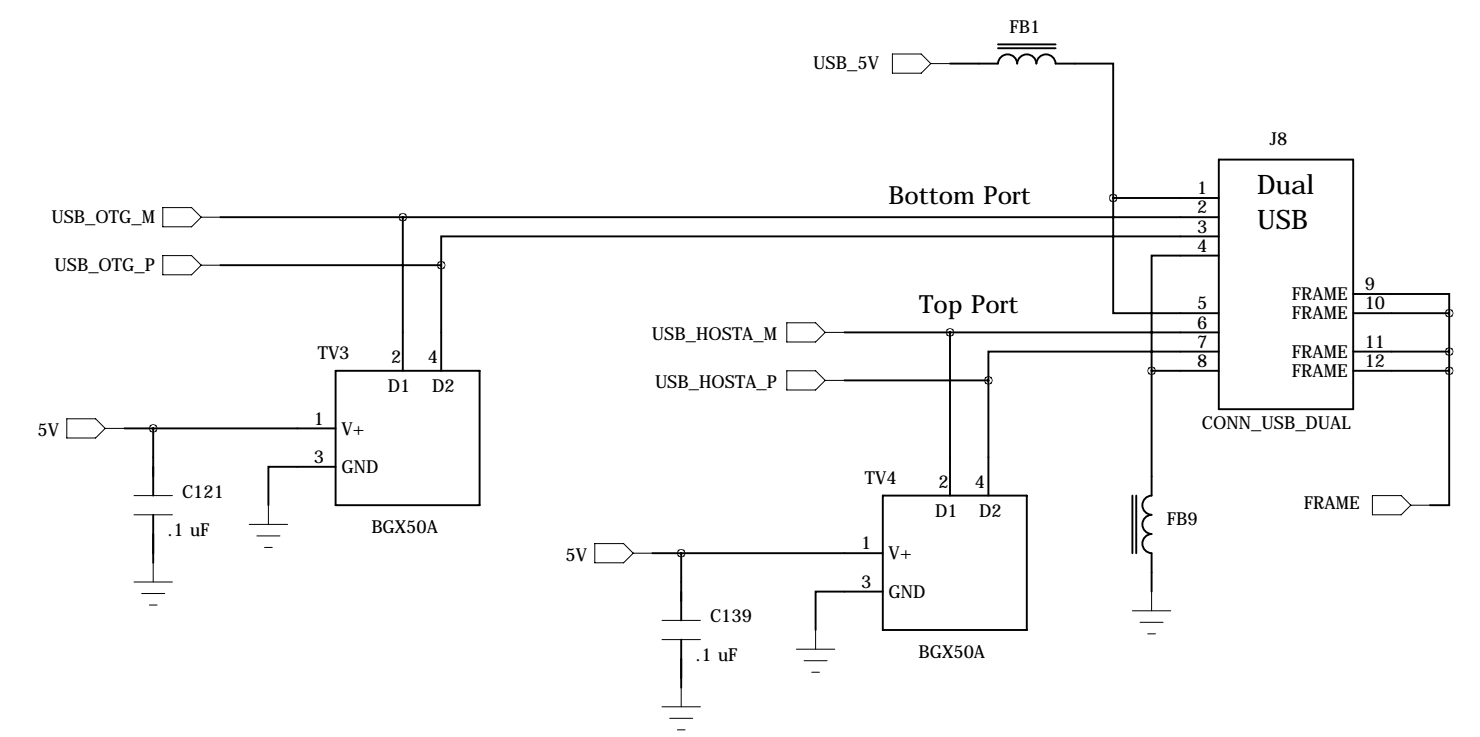 FB1
USB_5V
J8
Bottom Port
1
2
3
4
5
6
7
8
Dual
USB
FRAME 9
FRAME 10
FRAME 11
FRAME 12
CONN_USB_DUAL
USB_OTG_M
USB_OTG_P
Top Port
USB_HOSTA_M
USB_HOSTA_P
TV3
2 4
D1 D2
5V
1 V+
3 GND
C121
.1 uF
BGX50A
TV4
2 4
D1 D2
5V
1 V+
3 GND
C139
.1 uF
BGX50A
FB9
FRAME